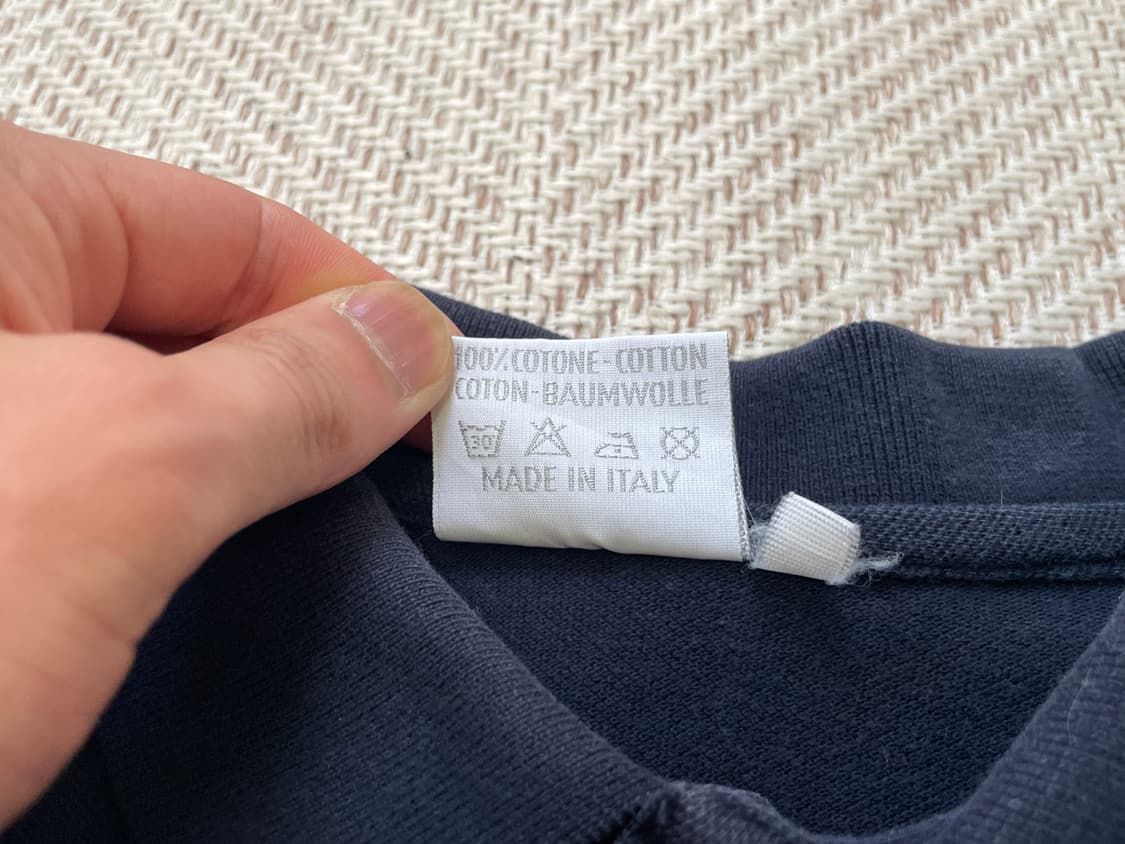 100% COTONE - COTTON
COTON - BAUMWOLLE
30
MADE IN ITALY